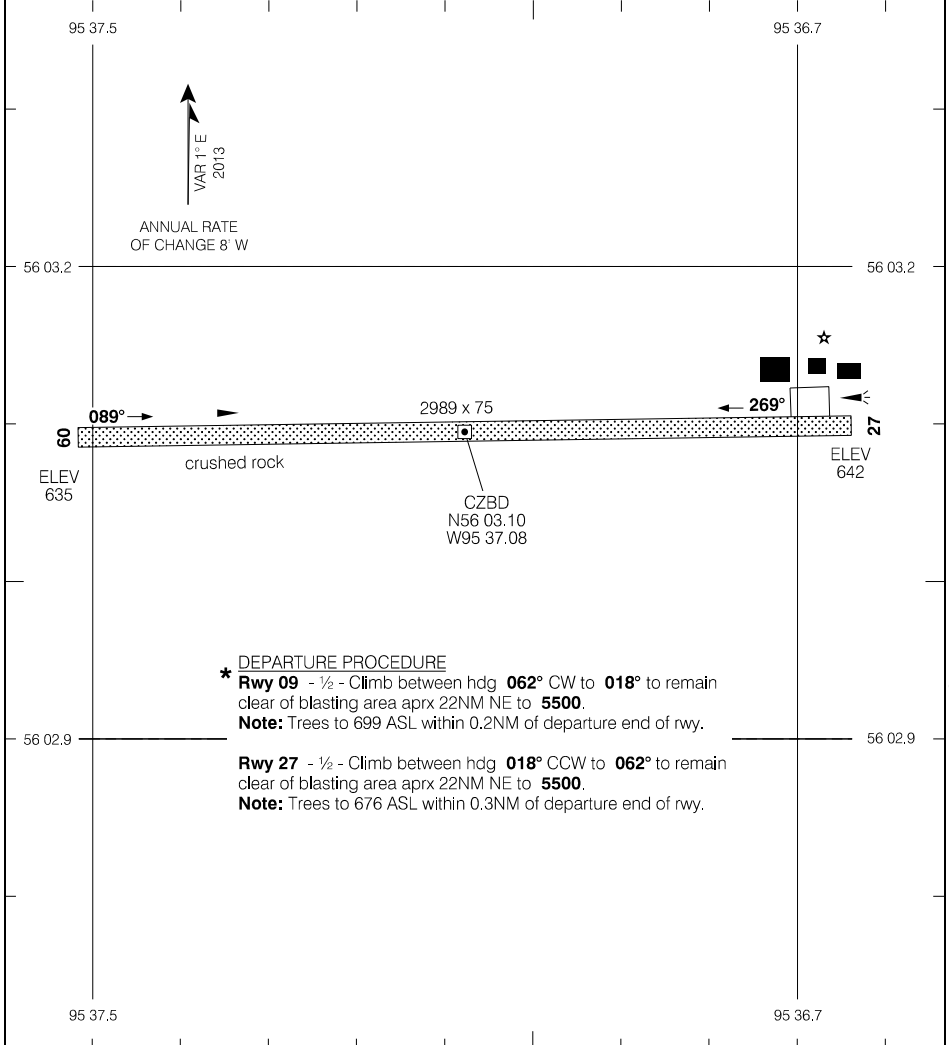 95 37.5
95 36.7
VAR 1° E
2013
ANNUAL RATE
OF CHANGE 8' W
56 03.2
56 03.2
089°
2989 x 75
269°
09
27
crushed rock
ELEV
635
ELEV
642
CZBD
N56 03.10
W95 37.08
* DEPARTURE PROCEDURE
Rwy 09 - ½ - Climb between hdg 062° CW to 018° to remain
clear of blasting area aprx 22NM NE to 5500.
Note: Trees to 699 ASL within 0.2NM of departure end of rwy.
56 02.9
56 02.9
Rwy 27 - ½ - Climb between hdg 018° CCW to 062° to remain
clear of blasting area aprx 22NM NE to 5500.
Note: Trees to 676 ASL within 0.3NM of departure end of rwy.
95 37.5
95 36.7